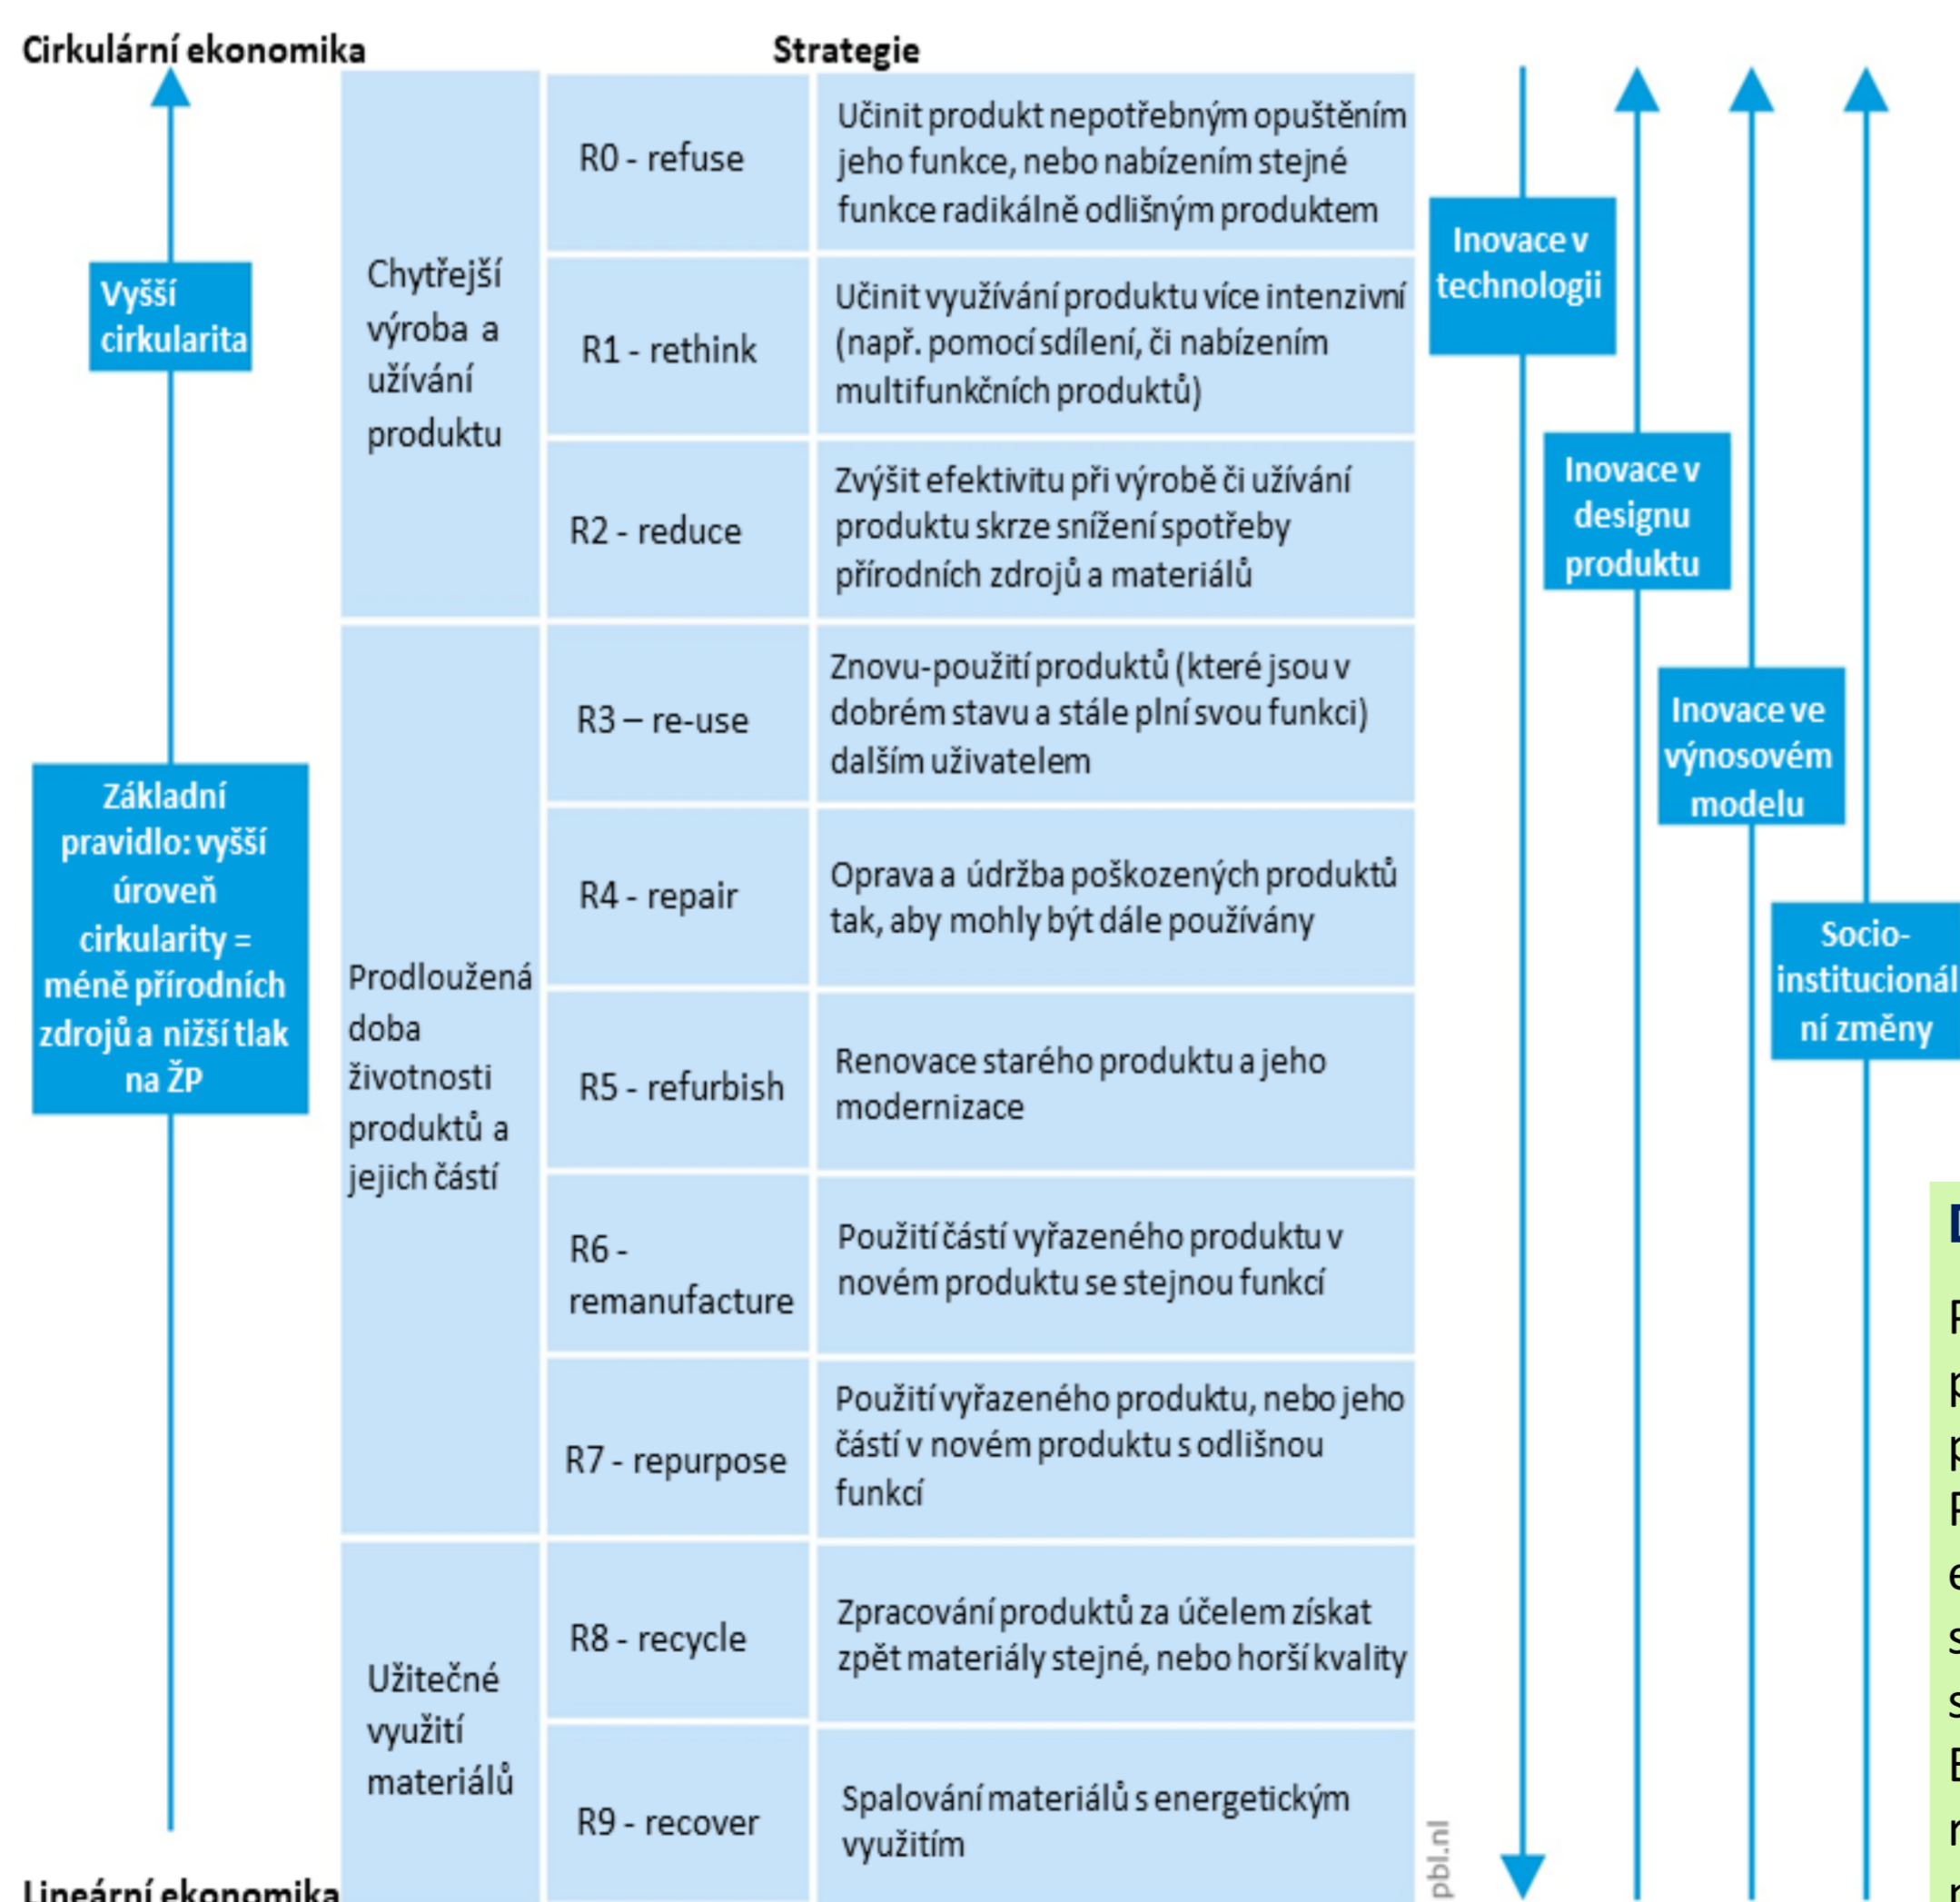 Cirkulární ekonomika
Strategie
Vyšší
cirkularita
Základní
pravidlo: vyšší
úroveň
cirkularity =
méně přírodních
zdrojů a nižší tlak
na ŽP
Lineární ekonomika
Chytřejší
výroba a
užívání
produktu
R0 - refuse
Učinit produkt nepotřebným opuštěním
jeho funkce, nebo nabízením stejné
funkce radikálně odlišným produktem
R1 - rethink
Učinit využívání produktu více intenzivní
(např. pomocí sdílení, či nabízením
multifunkčních produktů)
R2 - reduce
Zvýšit efektivitu při výrobě či užívání
produktu skrze snížení spotřeby
přírodních zdrojů a materiálů
Prodloužená
doba
životnosti
produktů a
jejich částí
R3 – re-use
Znovu-použití produktů (které jsou v
dobrém stavu a stále plní svou funkci)
dalším uživatelem
R4 - repair
Oprava a údržba poškozených produktů
tak, aby mohly být dále používány
R5 - refurbish
Renovace starého produktu a jeho
modernizace
R6 -
remanufacture
Použití částí vyřazeného produktu v
novém produktu se stejnou funkcí
R7 - repurpose
Použití vyřazeného produktu, nebo jeho
částí v novém produktu s odlišnou
funkcí
Užitečné
využití
materiálů
R8 - recycle
Zpracování produktů za účelem získat
zpět materiály stejné, nebo horší kvality
R9 - recover
Spalování materiálů s energetickým
využitím
pbl.nl
Inovace v
technologii
Inovace v
designu
produktu
Inovace ve
výnosovém
modelu
Socio-
institucionál
ní změny